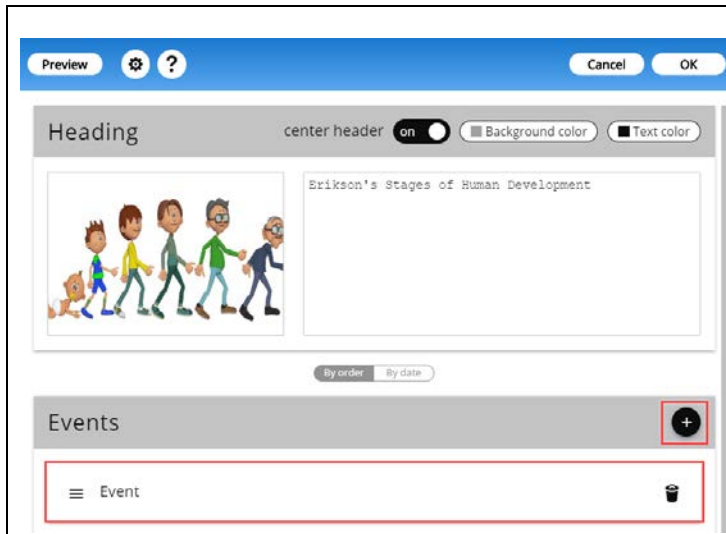 Preview ? Cancel OK
Heading center header on Background color Text color
Erikson's Stages of Human Development
By order By date
Events +
Event